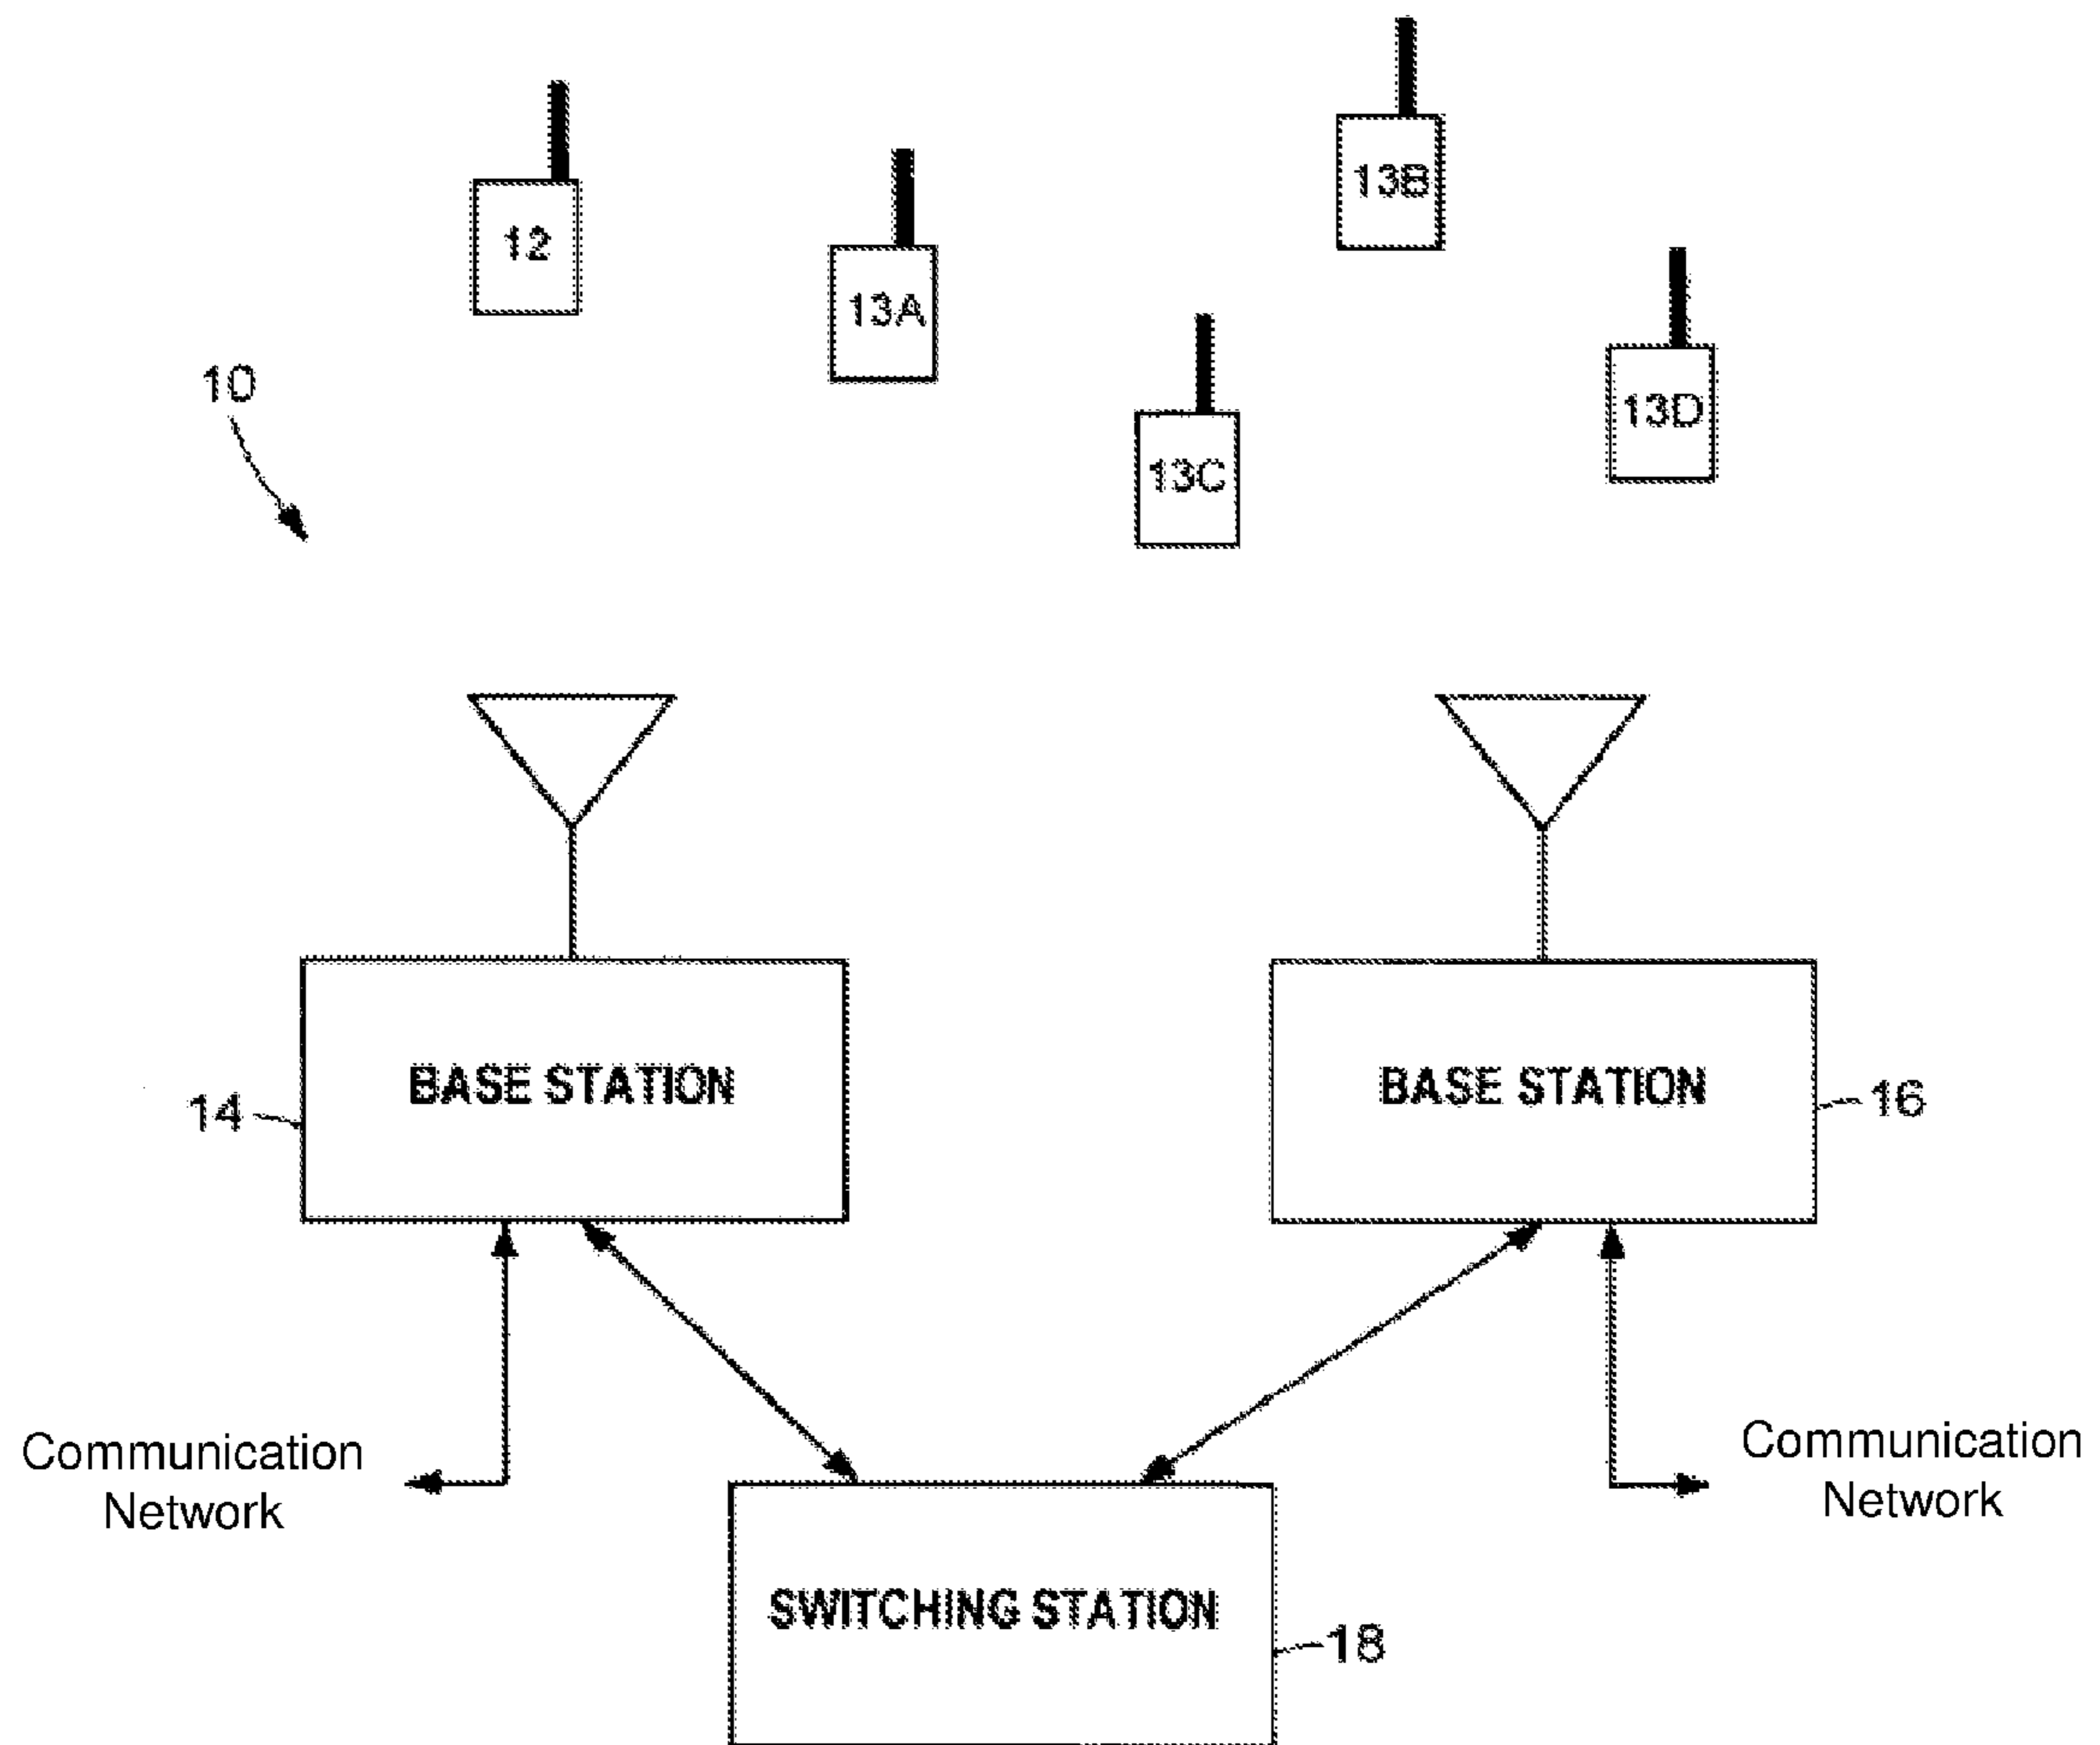 13B
12
13A
10
13D
13C
BASE STATION
BASE STATION
14
16
Communication
Network
Communication
Network
SWITCHING STATION
18